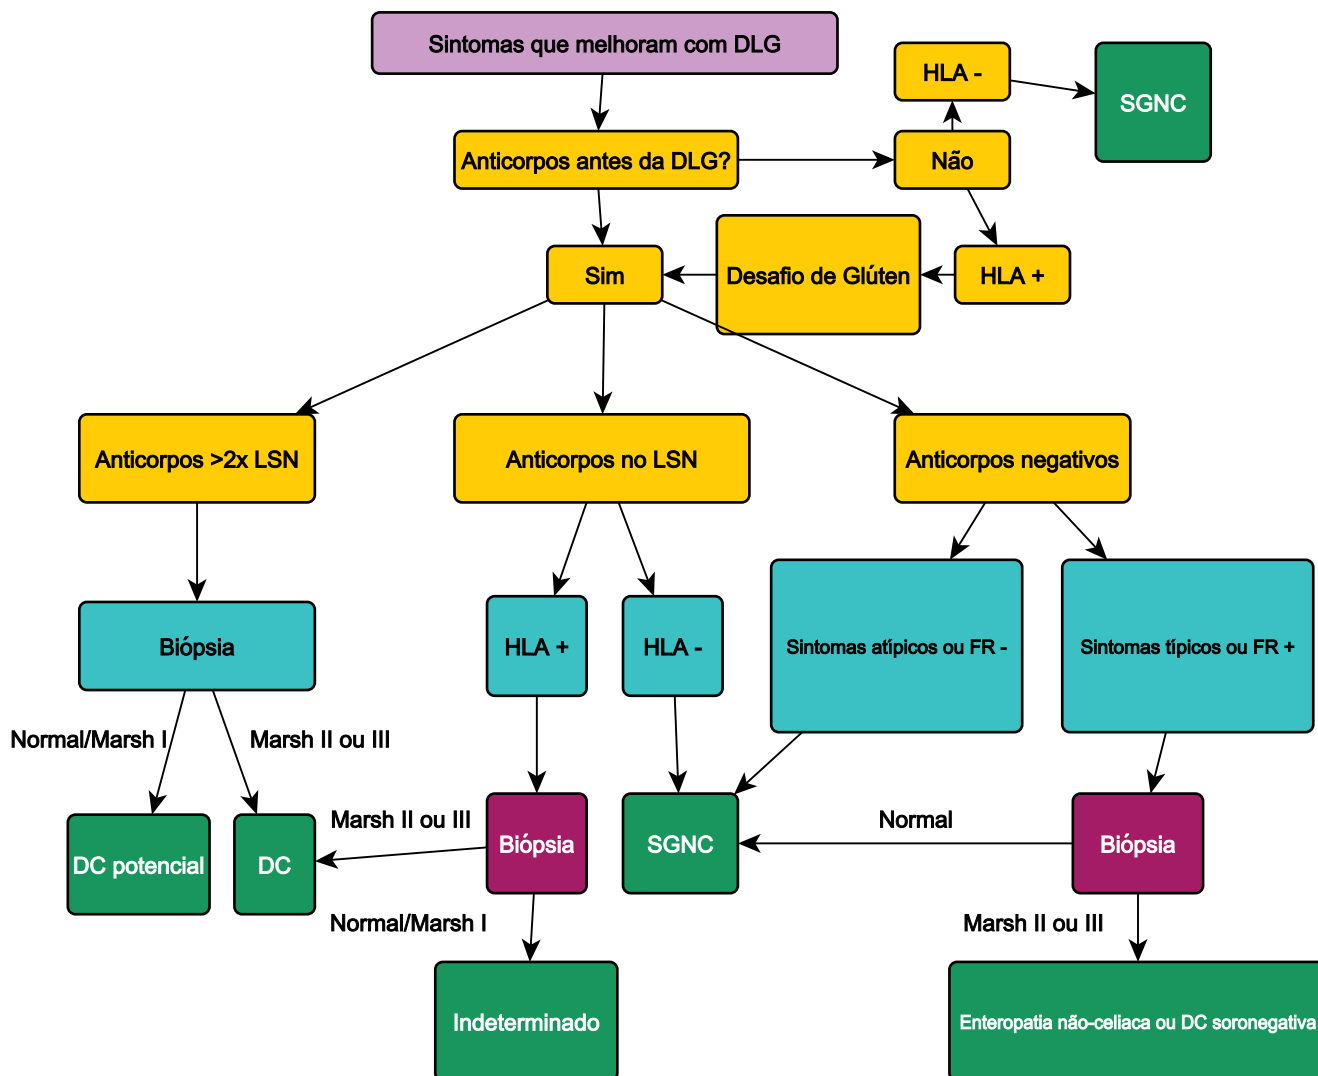 Sintomas que melhoram com DLG
HLA -
SGNC
Anticorpos antes da DLG?
Não
Sim
Desafio de Glúten
HLA +
Anticorpos >2x LSN
Anticorpos no LSN
Anticorpos negativos
Biópsia
HLA +
HLA -
Sintomas atípicos ou FR -
Sintomas típicos ou FR +
Normal/Marsh I
Marsh II ou III
DC potencial
DC
Marsh II ou III
Biópsia
SGNC
Normal
Biópsia
Normal/Marsh I
Marsh II ou III
Indeterminado
Enteropatia não-celiaca ou DC soronegativa